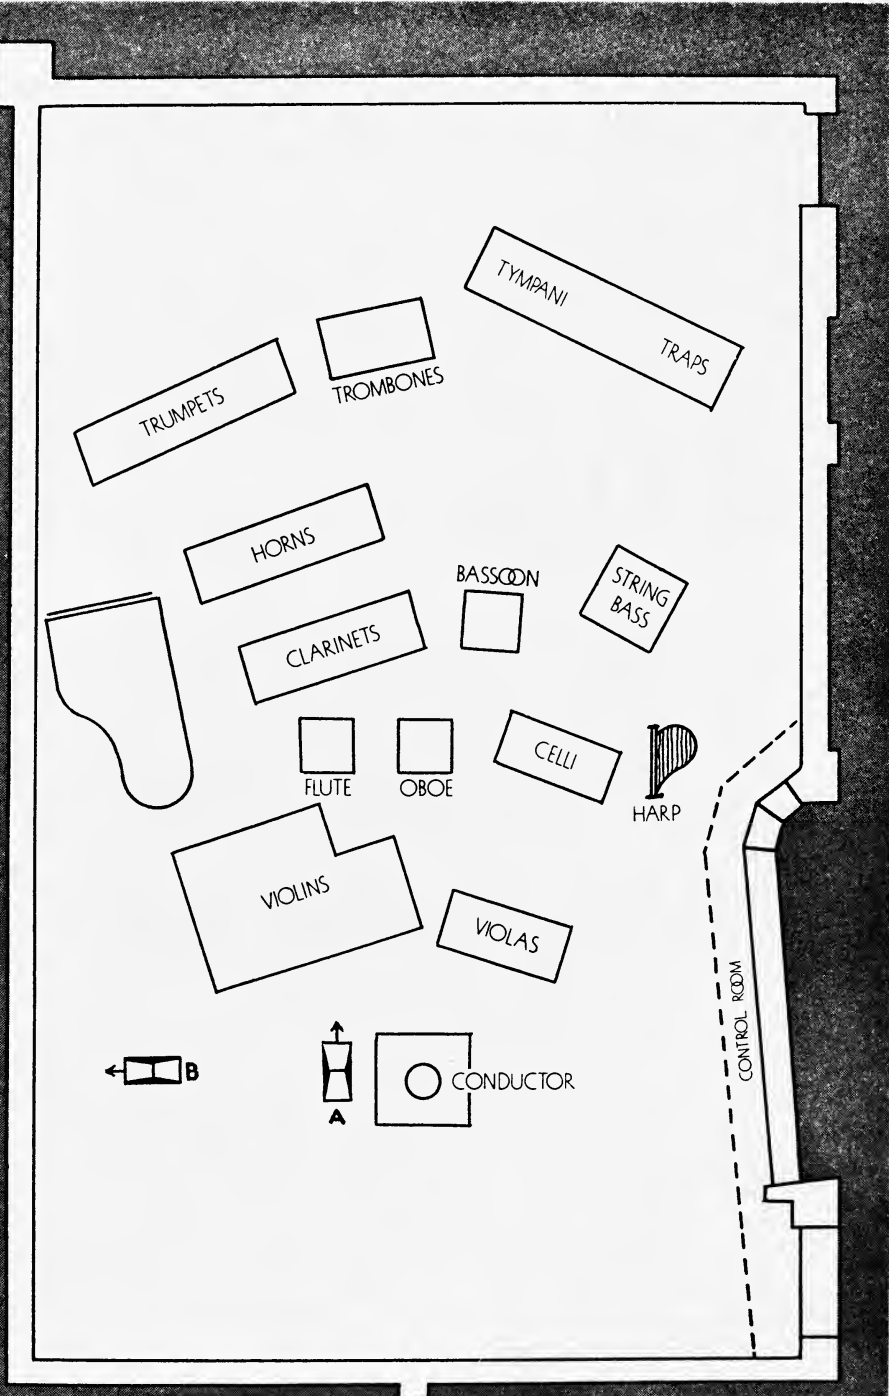 TYMPANI
TRAPS
TROMBONES
TRUMPETS
HORNS
BASSOON
STRING
BASS
CLARINETS
CELLI
FLUTE
OBOE
HARP
VIOLINS
VIOLAS
CONTROL ROOM
B
CONDUCTOR
A